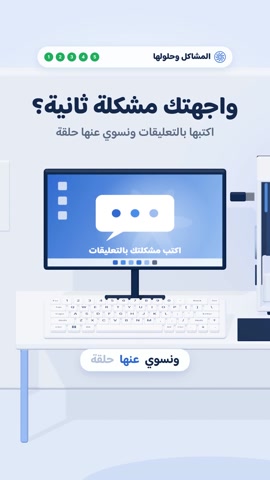 المشاكل وحلولها
1 2 3 4 5
واجهتك مشكلة ثانية؟
اكتبها بالتعليقات ونسوي عنها حلقة
اكتب مشكلتك بالتعليقات
ونسوي عنها حلقة